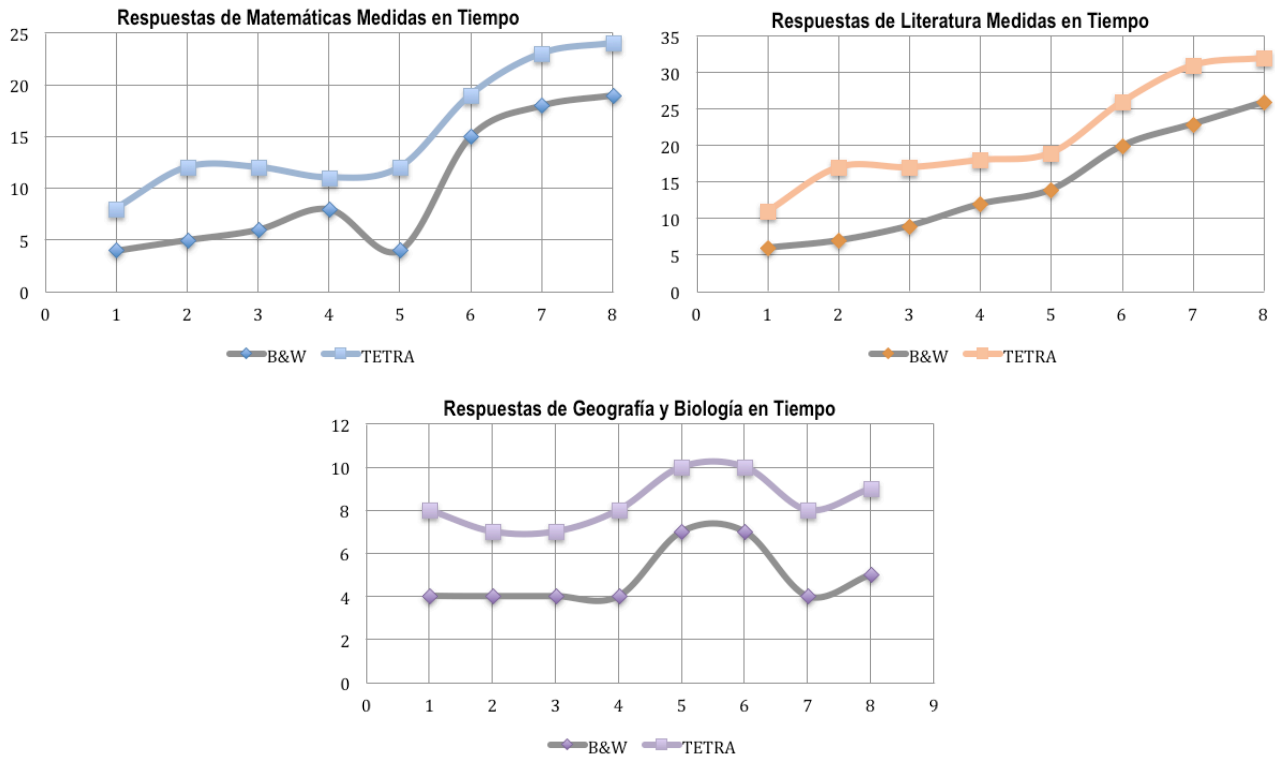 Respuestas de Matemáticas Medidas en Tiempo
25
20
15
10
5
0
0 1 2 3 4 5 6 7 8
B&W TETRA
Respuestas de Literatura Medidas en Tiempo
35
30
25
20
15
10
5
0
0 1 2 3 4 5 6 7 8
B&W TETRA
Respuestas de Geografía y Biología en Tiempo
12
10
8
6
4
2
0
0 1 2 3 4 5 6 7 8 9
B&W TETRA